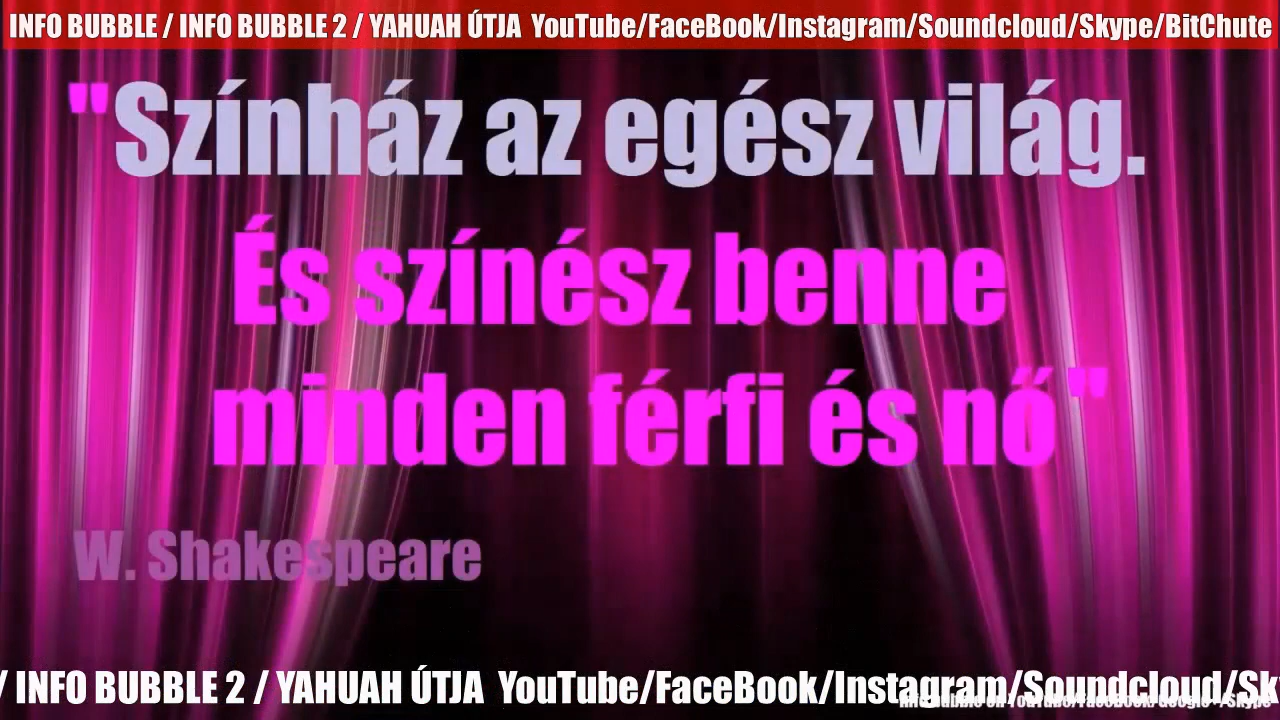 INFO BUBBLE / INFO BUBBLE 2 / YAHUAH ÚTJA YouTube/FaceBook/Instagram/Soundcloud/Skype/BitChute
"Színház az egész világ.
És színész benne
minden férfi és nő"
W. Shakespeare
/ INFO BUBBLE 2 / YAHUAH ÚTJA YouTube/FaceBook/Instagram/Soundcloud/Sky